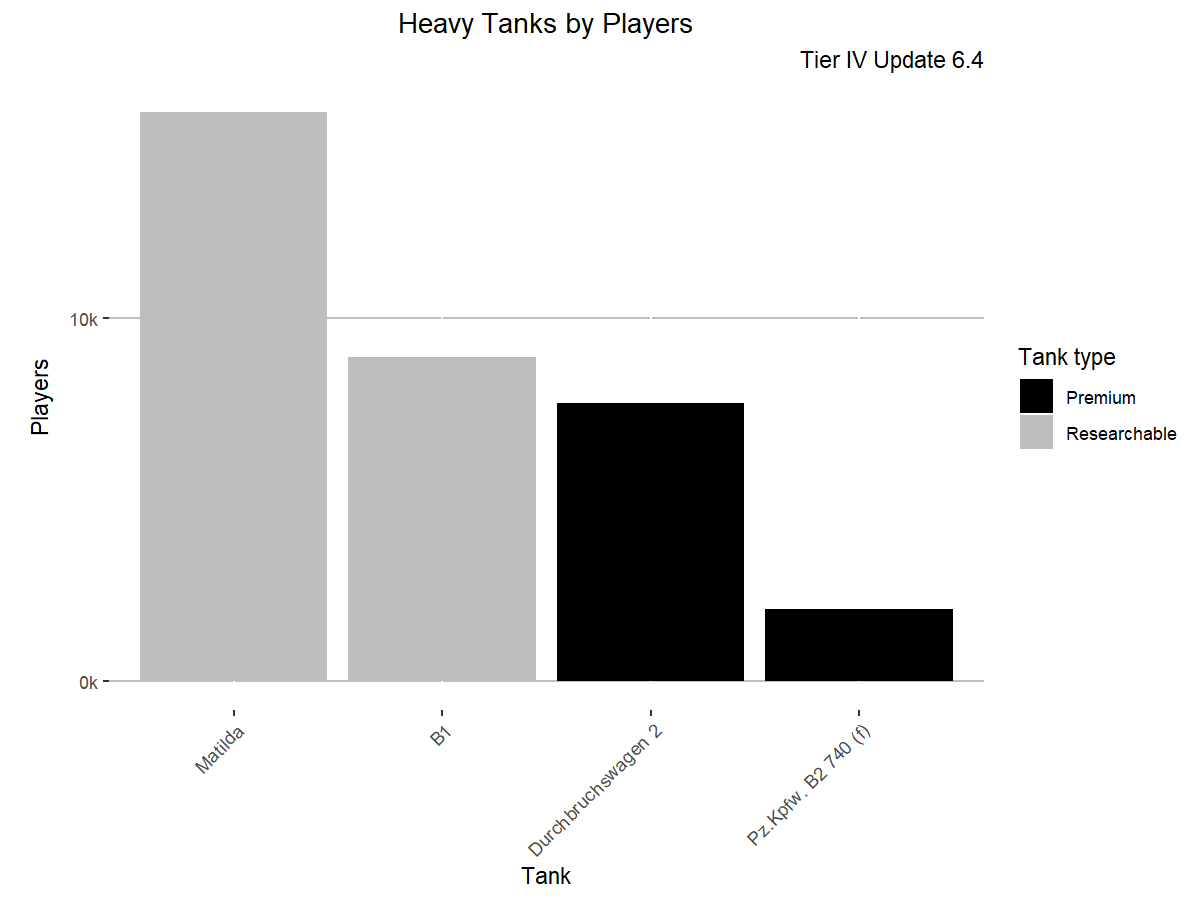 Heavy Tanks by Players
Tier IV Update 6.4
Players
10k
0k
Matilda
B1
Durchbruchswagen 2
Pz.Kpfw. B2 740 (f)
Tank
Tank type
Premium
Researchable